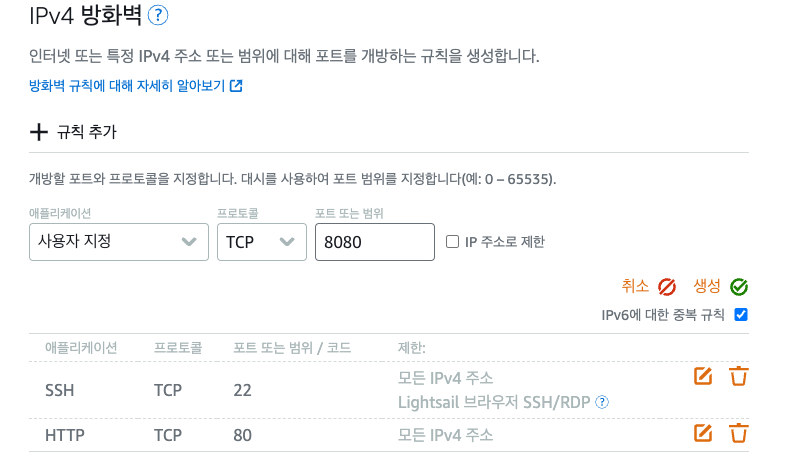 IPv4 방화벽 ?
인터넷 또는 특정 IPv4 주소 또는 범위에 대해 포트를 개방하는 규칙을 생성합니다.
방화벽 규칙에 대해 자세히 알아보기
+ 규칙 추가
개방할 포트와 프로토콜을 지정합니다. 대시를 사용하여 포트 범위를 지정합니다(예: 0 – 65535).
애플리케이션 프로토콜 포트 또는 범위
사용자 지정 TCP 8080 IP 주소로 제한
취소 생성
IPv6에 대한 중복 규칙
애플리케이션 프로토콜 포트 또는 범위 / 코드 제한:
SSH TCP 22 모든 IPv4 주소
Lightsail 브라우저 SSH/RDP ?
HTTP TCP 80 모든 IPv4 주소